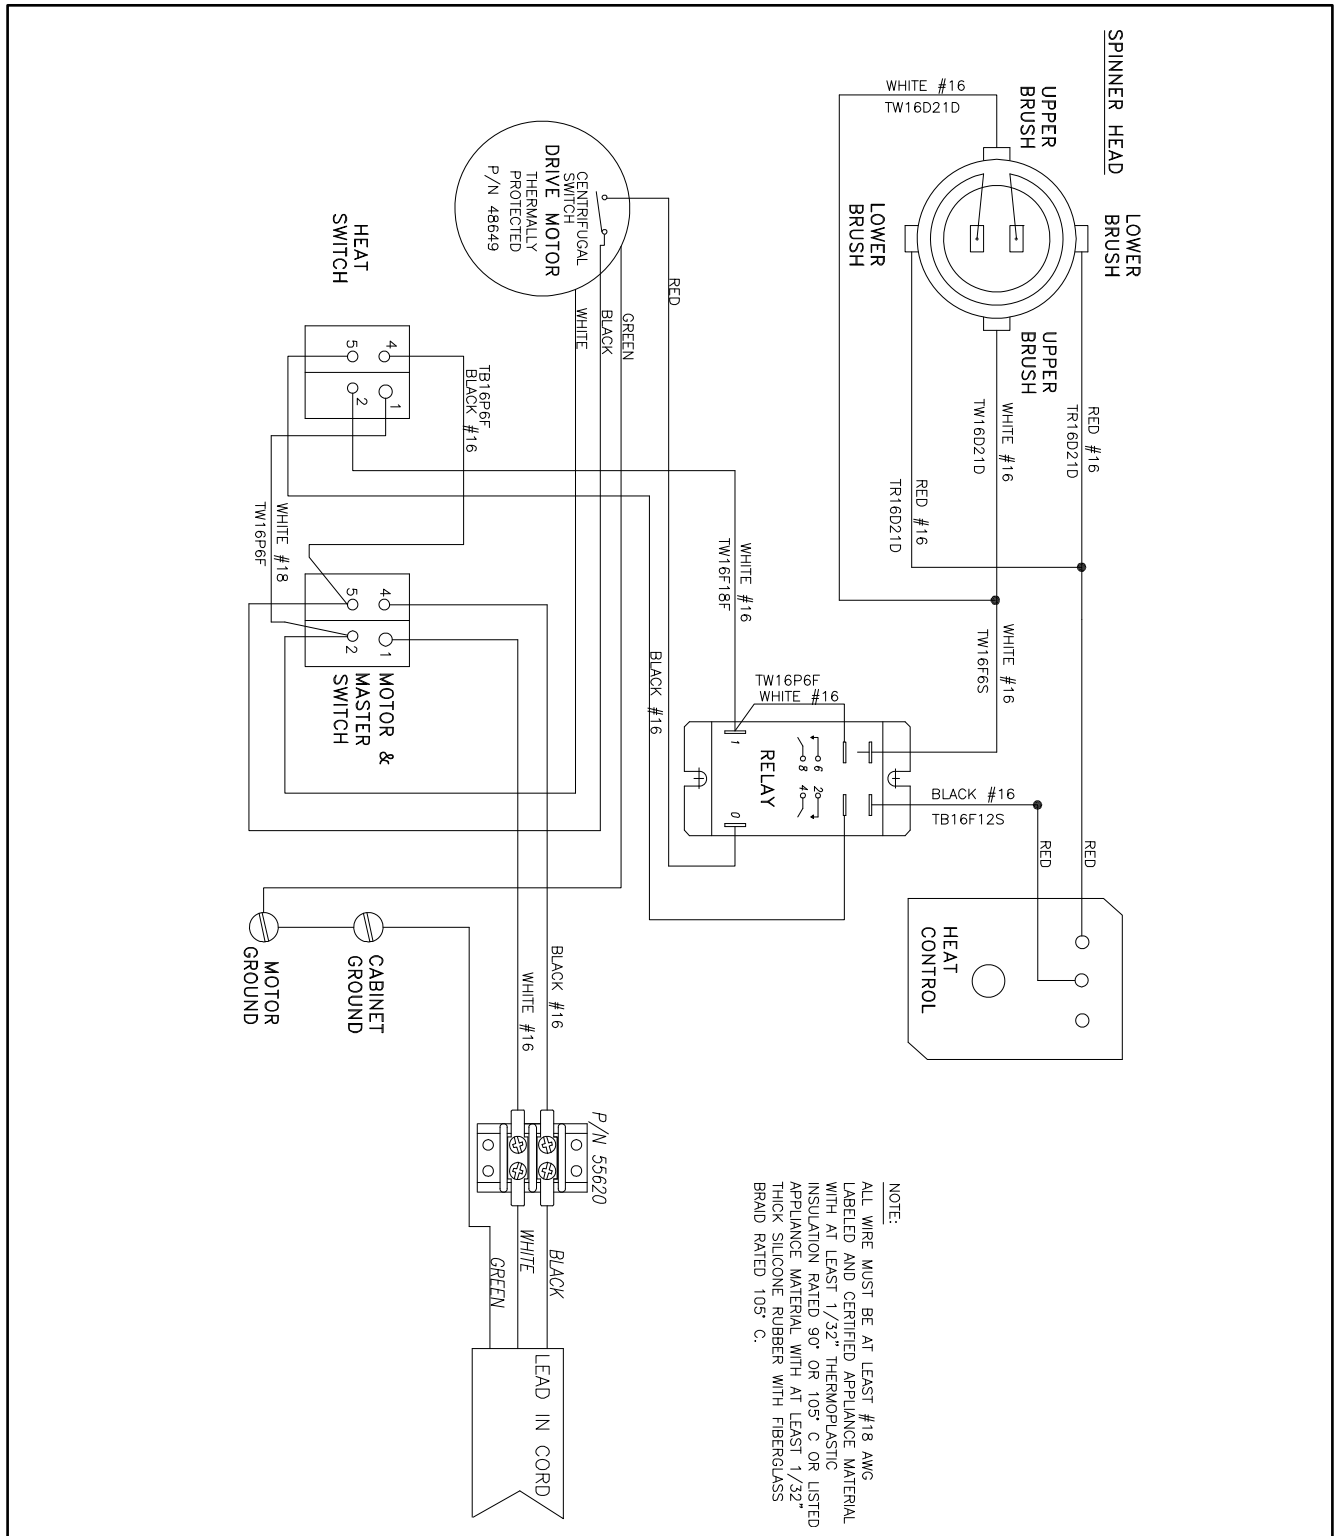 SPINNER HEAD
UPPER
BRUSH
LOWER
BRUSH
LOWER
BRUSH
UPPER
BRUSH
WHITE #16
TW16D21D
RED #16
TR16D21D
WHITE #16
TW16D21D
RED #16
TR16D21D
WHITE #16
TW16F6S
CENTRIFUGAL
SWITCH
DRIVE MOTOR
THERMALLY
PROTECTED
P/N 48649
RED
GREEN
BLACK
WHITE
HEAT
SWITCH
4
5
1
2
TB16P6F
BLACK #16
WHITE #18
TW16P6F
WHITE #16
TW16F18F
BLACK #16
4
5
1
2
MOTOR &
MASTER
SWITCH
TW16P6F
WHITE #16
RELAY
1
0
6
8
2
4
BLACK #16
TB16F12S
RED
RED
HEAT
CONTROL
MOTOR
GROUND
CABINET
GROUND
BLACK #16
WHITE #16
P/N 55620
BLACK
WHITE
GREEN
LEAD IN CORD
NOTE:
ALL WIRE MUST BE AT LEAST #18 AWG
LABELED AND CERTIFIED APPLIANCE MATERIAL
WITH AT LEAST 1/32" THERMOPLASTIC
INSULATION RATED 90° OR 105° C OR LISTED
APPLIANCE MATERIAL WITH AT LEAST 1/32"
THICK SILICONE RUBBER WITH FIBERGLASS
BRAID RATED 105° C.